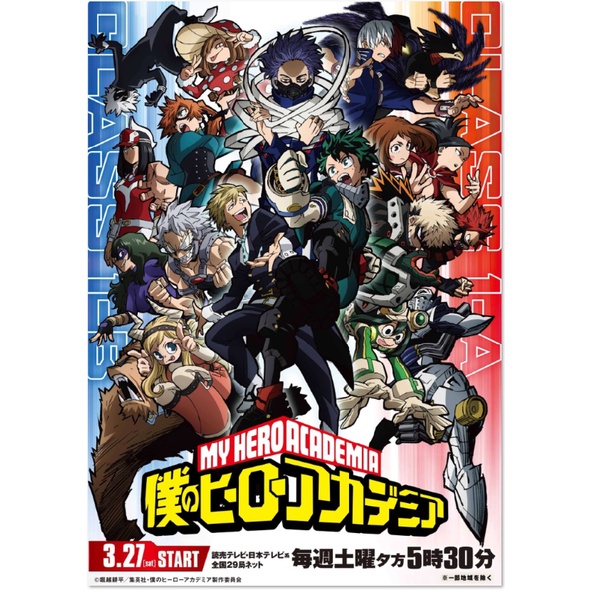 CLASS 1-B
CLASS 1-A
MY HERO ACADEMIA
僕のヒーローアカデミア
3.27[sat]START
読売テレビ・日本テレビ系
全国29局ネット
毎週土曜夕方5時30分
©堀越耕平／集英社・僕のヒーローアカデミア製作委員会
※一部地域を除く